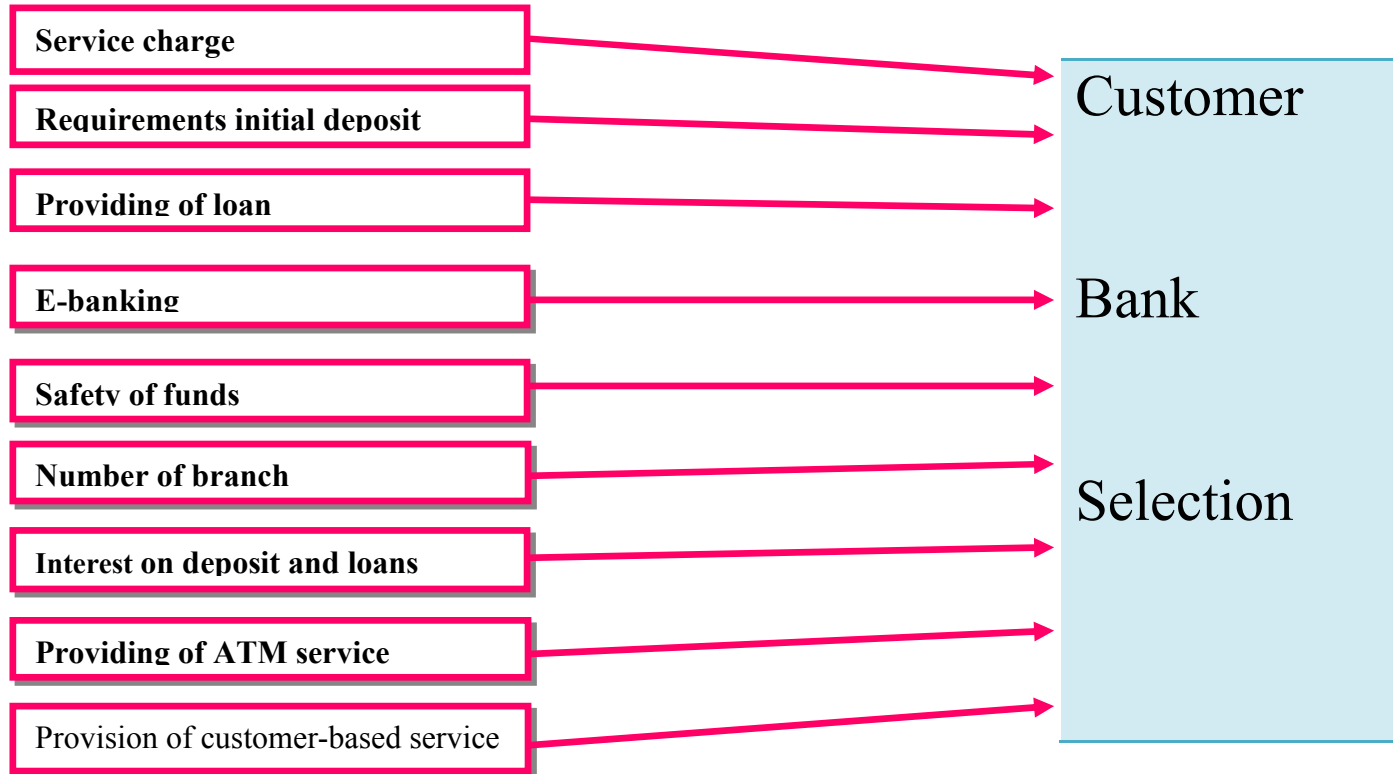 Service charge
Requirements initial deposit
Providing of loan
E-banking
Safety of funds
Number of branch
Interest on deposit and loans
Providing of ATM service
Provision of customer-based service
Customer
Bank
Selection